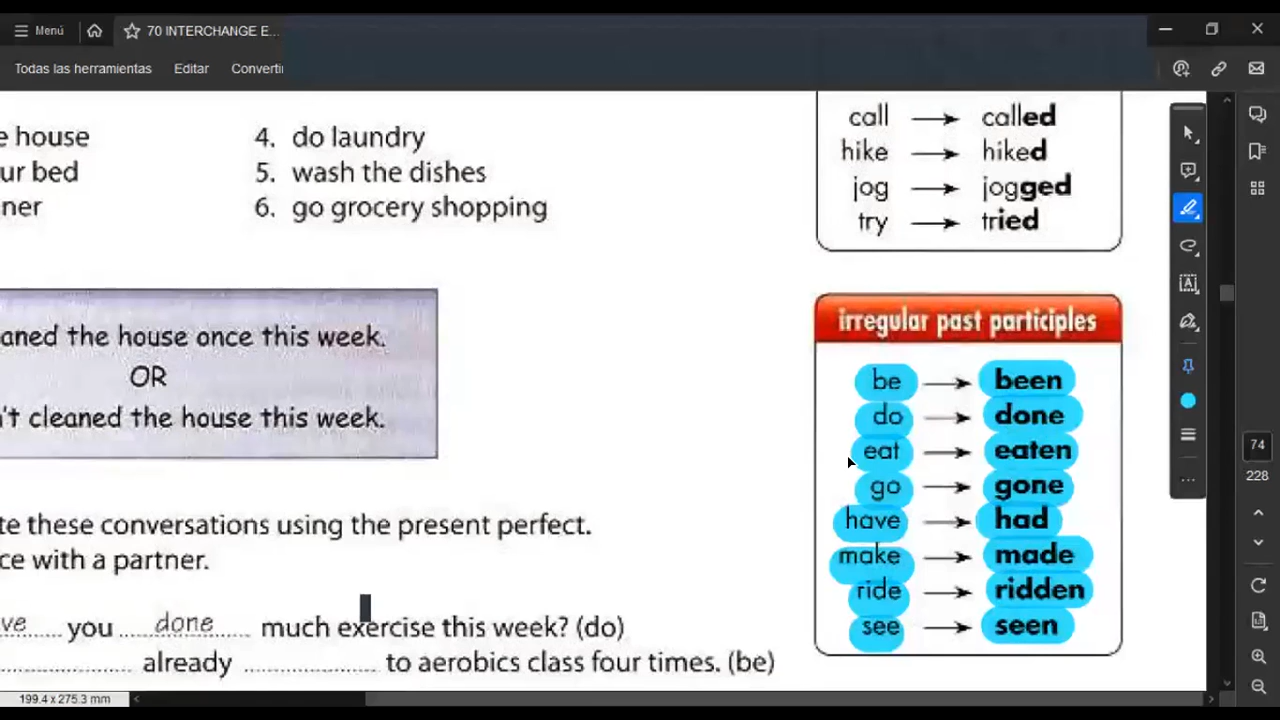 Menú
70 INTERCHANGE E...
Todas las herramientas Editar Converti
e house
ur bed
ner
4. do laundry
5. wash the dishes
6. go grocery shopping
call → called
hike → hiked
jog → jogged
try → tried
aned the house once this week.
OR
't cleaned the house this week.
irregular past participles
be → been
do → done
eat → eaten
go → gone
have → had
make → made
ride → ridden
see → seen
te these conversations using the present perfect.
ce with a partner.
ve you done much exercise this week? (do)
already to aerobics class four times. (be)
74
228
199.4 x 275.3 mm